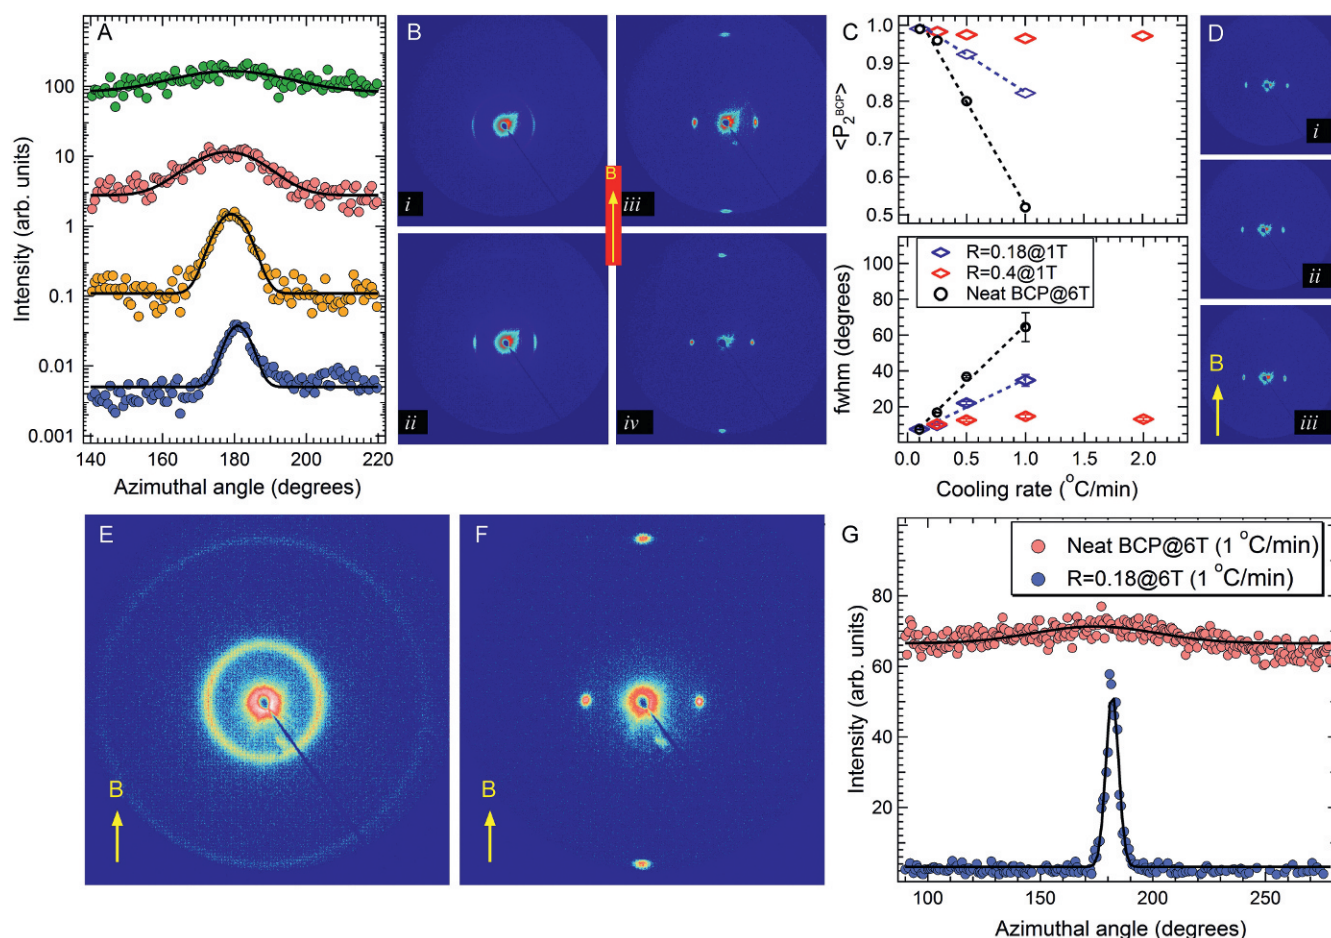 A
Intensity (arb. units)
100
10
1
0.1
0.01
0.001
140
160
180
200
220
Azimuthal angle (degrees)
B
i
iii
B
ii
iv
C
<P2^BCP>
1.0
0.9
0.8
0.7
0.6
0.5
fwhm (degrees)
100
80
60
40
20
R=0.18@1T
R=0.4@1T
Neat BCP@6T
0.0
0.5
1.0
1.5
2.0
Cooling rate (°C/min)
D
i
ii
B
iii
E
B
F
B
G
Neat BCP@6T (1 °C/min)
R=0.18@6T (1 °C/min)
Intensity (arb. units)
80
60
40
20
100
150
200
250
Azimuthal angle (degrees)